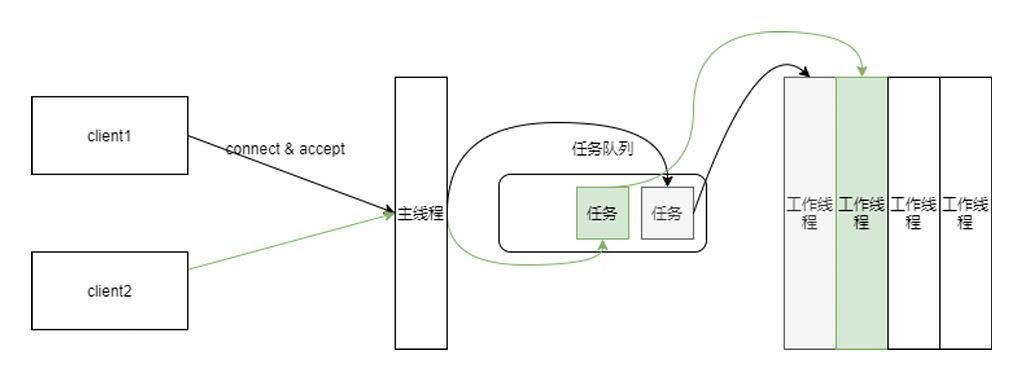 client1
connect & accept
client2
主线程
任务队列
任务
任务
工作线
程
工作线
程
工作线
程
工作线
程